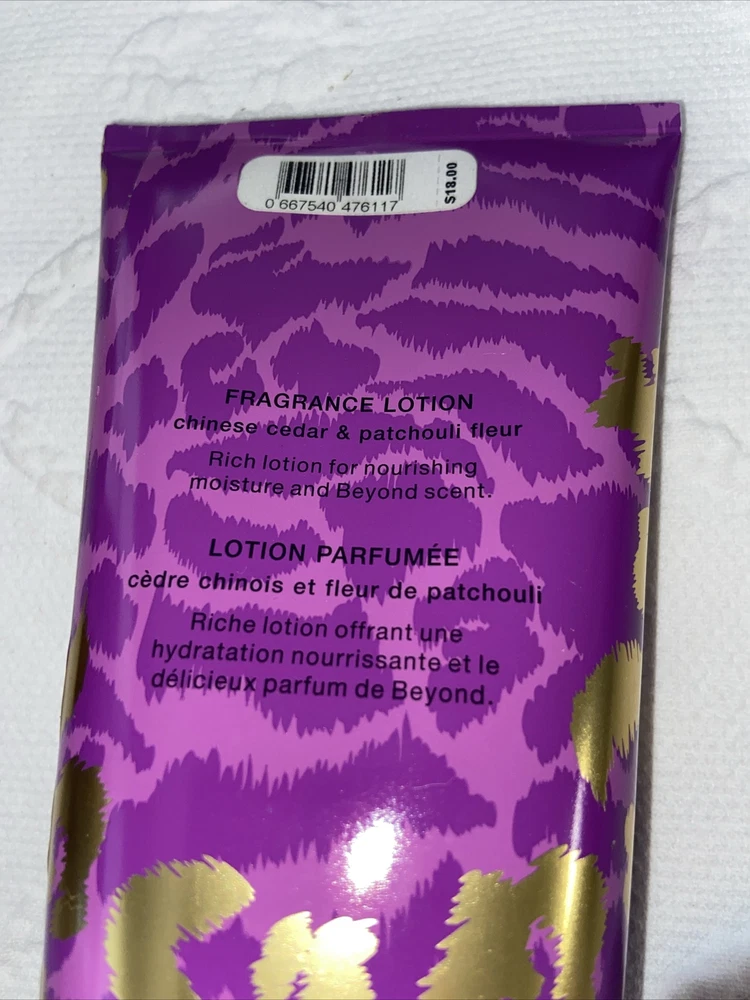 0 667540 476117
$18.00
FRAGRANCE LOTION
chinese cedar & patchouli fleur
Rich lotion for nourishing
moisture and Beyond scent.
LOTION PARFUMÉE
cèdre chinois et fleur de patchouli
Riche lotion offrant une
hydratation nourrissante et le
délicieux parfum de Beyond.